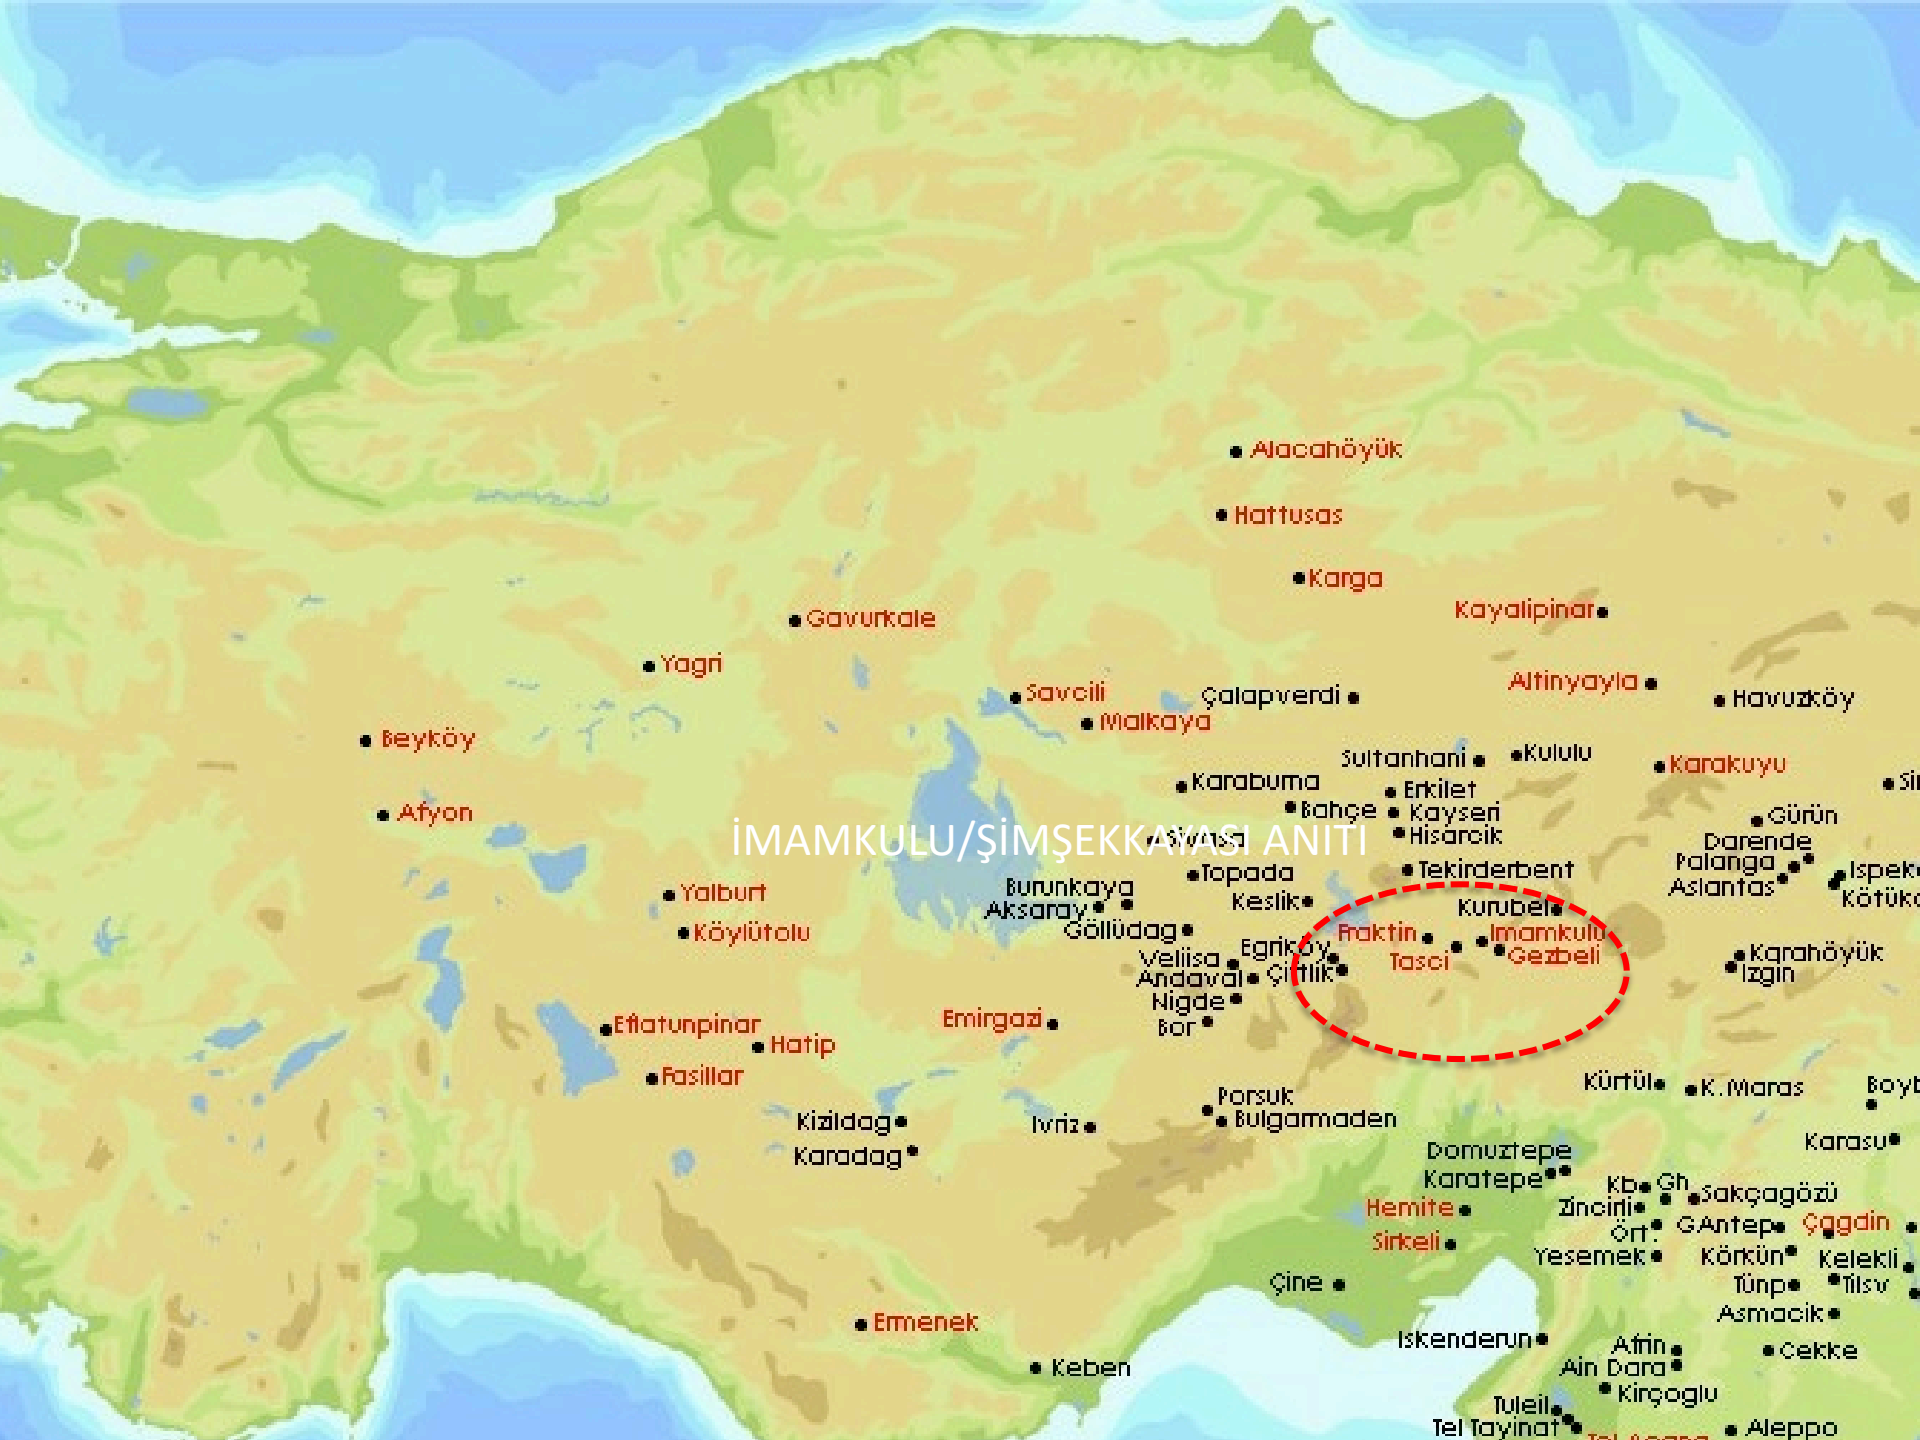 Alacahöyük
Hattusas
Karga
Kayalipinar
Gavurkale
Yagri
Savcili
Çalapverdi
Altinyayla
Havuzköy
Malkaya
Beyköy
Sultanhani
Kululu
Karakuyu
Karaburna
Erkilet
Bahçe
Kayseri
Afyon
Gürün
İMAMKULU/ŞİMŞEKKAYASI ANITI
Hisarcik
Darende
Palanga
Topada
Tekirderbent
Aslantas
Burunkaya
Yalburt
Aksaray
Keslik
Kurubel
Köylütolu
Göllüdag
Egriköy
Fraktin
Imamkulu
Veliisa
Tasci
Gezbeli
Karahöyük
Andaval
Çiftlik
Izgin
Nigde
Emirgazi
Bor
Eflatunpinar
Hatip
Fasillar
Kürtül
K.Maras
Porsuk
Kizildag
Ivriz
Bulgarmaden
Karadag
Karasu
Domuztepe
Karatepe
Kb
Gh
Sakçagözü
Hemite
Zincirli
Ört.
GAntep
Çagdin
Sirkeli
Yesemek
Körkün
Kelekli
Çine
Tünp
Tilsv
Asmacik
Ermenek
Iskenderun
Afrin
Cekke
Keben
Ain Dara
Kirçoglu
Tuleil
Tel Tayinat
Aleppo